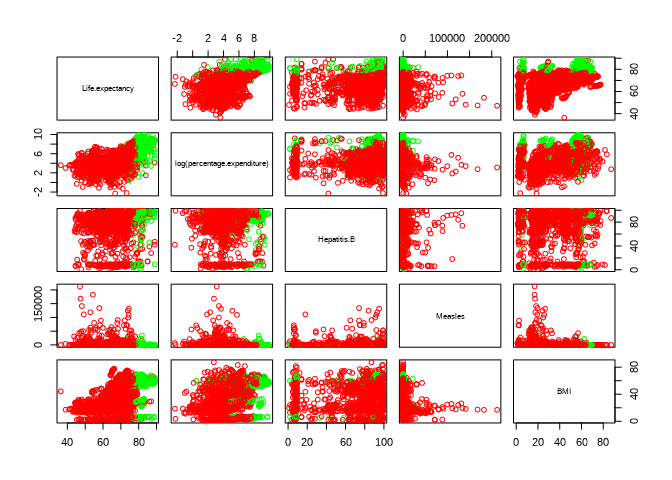 -2 2 4 6 8
0 100000 200000
Life.expectancy
40 60 80
-2 2 6 10
log(percentage.expenditure)
Hepatitis.B
0 40 80
0 150000
Measles
BMI
0 20 40 60 80
40 60 80
0 20 60 100
0 20 40 60 80